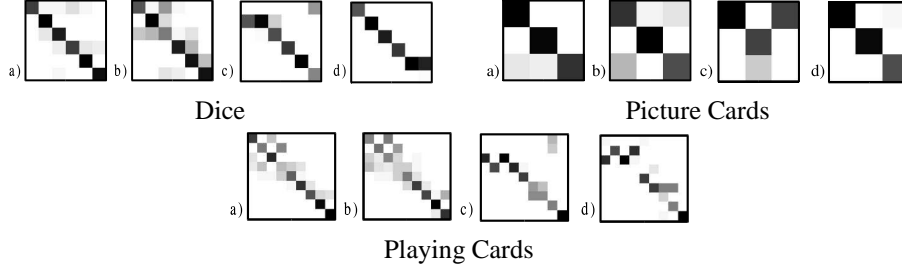 a) b) c) d) a) b) c) d)
Dice Picture Cards
a) b) c) d)
Playing Cards